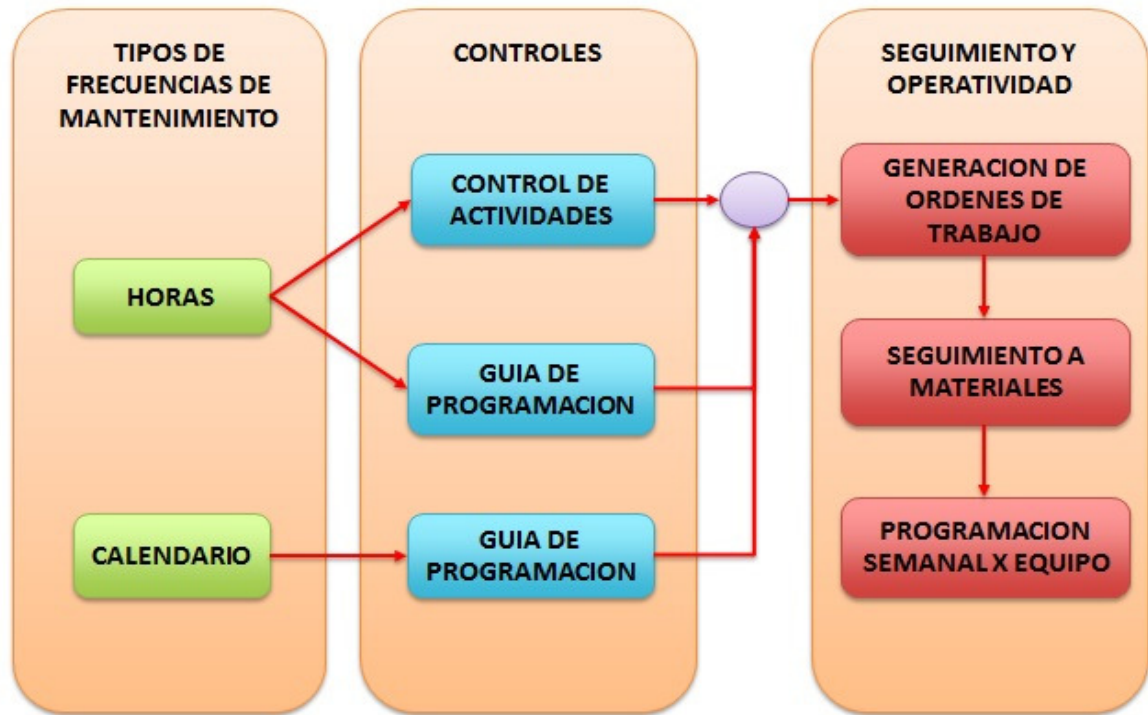 TIPOS DE
FRECUENCIAS DE
MANTENIMIENTO
HORAS
CALENDARIO
CONTROLES
CONTROL DE
ACTIVIDADES
GUIA DE
PROGRAMACION
GUIA DE
PROGRAMACION
SEGUIMIENTO Y
OPERATIVIDAD
GENERACION DE
ORDENES DE
TRABAJO
SEGUIMIENTO A
MATERIALES
PROGRAMACION
SEMANAL X EQUIPO